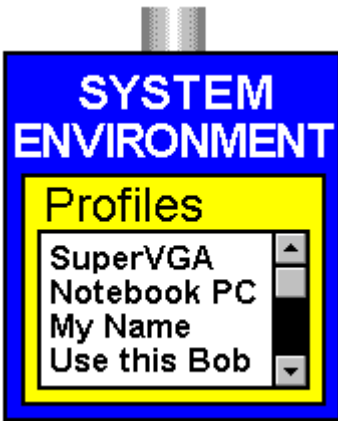 SYSTEM
ENVIRONMENT
Profiles
SuperVGA
Notebook PC
My Name
Use this Bob